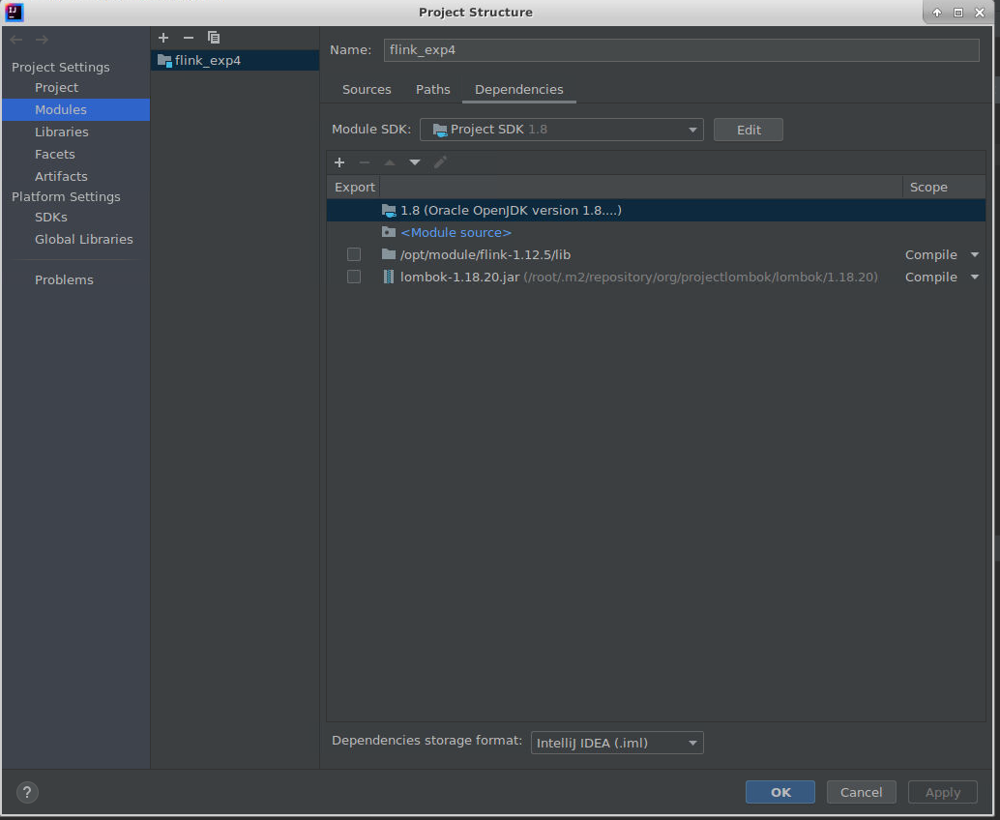 Project Structure
Project Settings
Project
Modules
Libraries
Facets
Artifacts
Platform Settings
SDKs
Global Libraries
Problems
flink_exp4
Name: flink_exp4
Sources Paths Dependencies
Module SDK: Project SDK 1.8 Edit
Export Scope
1.8 (Oracle OpenJDK version 1.8....)
<Module source>
/opt/module/flink-1.12.5/lib Compile
lombok-1.18.20.jar (/root/.m2/repository/org/projectlombok/lombok/1.18.20) Compile
Dependencies storage format: IntelliJ IDEA (.iml)
? OK Cancel Apply